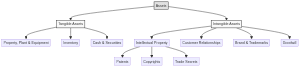 Assets
Tangible Assets
Intangible Assets
Property, Plant & Equipment
Inventory
Cash & Securities
Intellectual Property
Customer Relationships
Brand & Trademarks
Goodwill
Patents
Copyrights
Trade Secrets